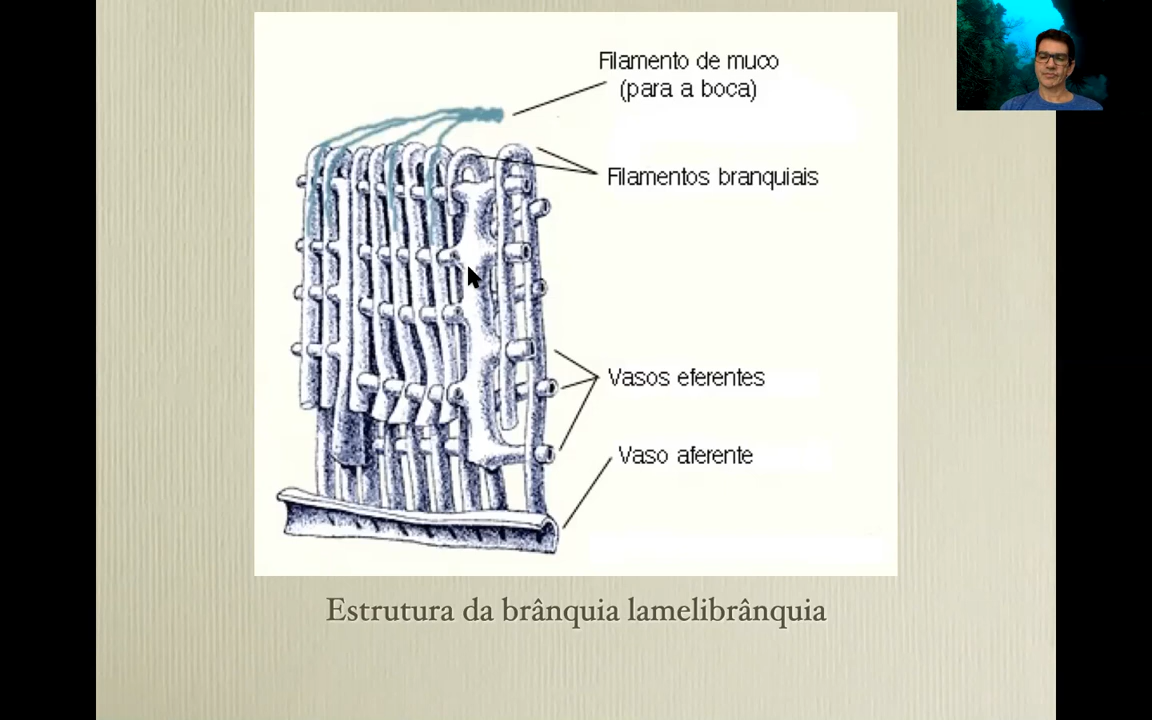 Filamento de muco
(para a boca)
Filamentos branquiais
Vasos eferentes
Vaso aferente
Estrutura da brânquia lamelibrânquia